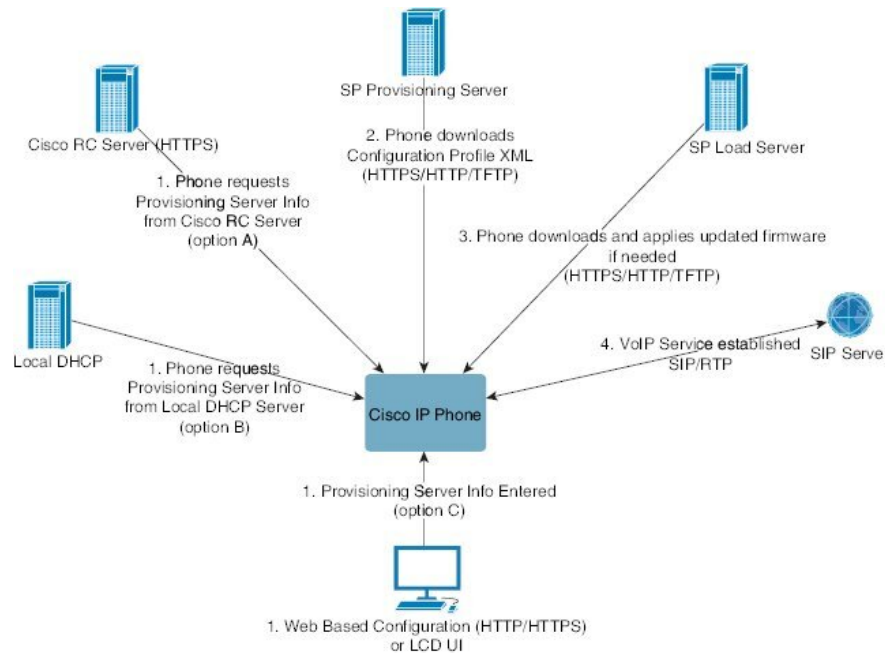 SP Provisioning Server
Cisco RC Server (HTTPS)
SP Load Server
2. Phone downloads
Configuration Profile XML
(HTTPS/HTTP/TFTP)
1. Phone requests
Provisioning Server Info
from Cisco RC Server
(option A)
3. Phone downloads and applies updated firmware
if needed
(HTTPS/HTTP/TFTP)
Local DHCP
1. Phone requests
Provisioning Server Info
from Local DHCP Server
(option B)
4. VoIP Service established
SIP/RTP
SIP Serve
Cisco IP Phone
1. Provisioning Server Info Entered
(option C)
1. Web Based Configuration (HTTP/HTTPS)
or LCD UI